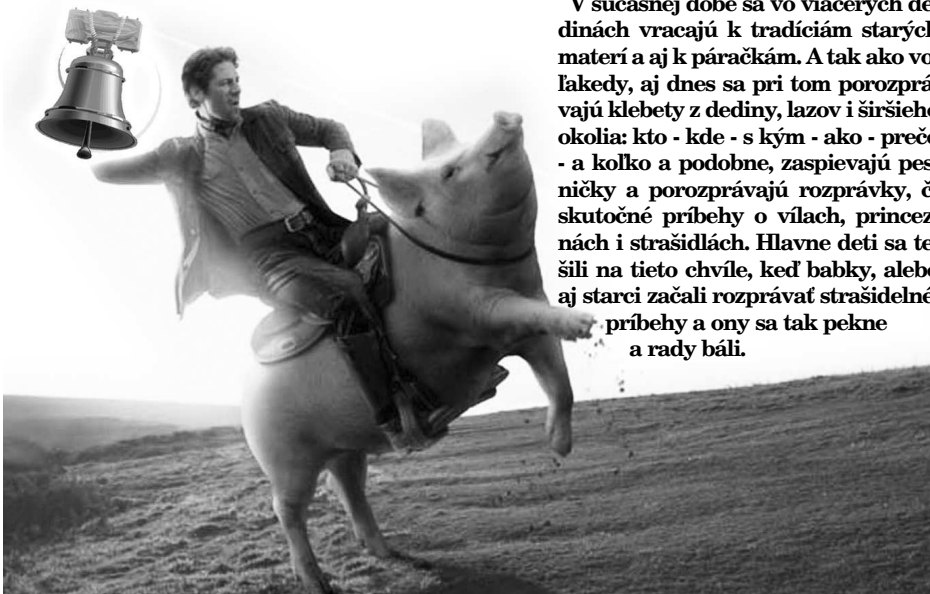 V súčasnej dobe sa vo viacerých de
dinách vracajú k tradíciám starých
materí a aj k páračkám. A tak ako vo
ľakedy, aj dnes sa pri tom porozprá
vajú klebety z dediny, lazov i širšieho
okolia: kto - kde - s kým - ako - prečo
- a koľko a podobne, zaspievajú pes
ničky a porozprávajú rozprávky, č
skutočné príbehy o vílach, princez
nách i strašidlách. Hlavne deti sa te
šili na tieto chvíle, keď babky, alebo
aj starci začali rozprávať strašidelné
príbehy a ony sa tak pekne
a rady báli.